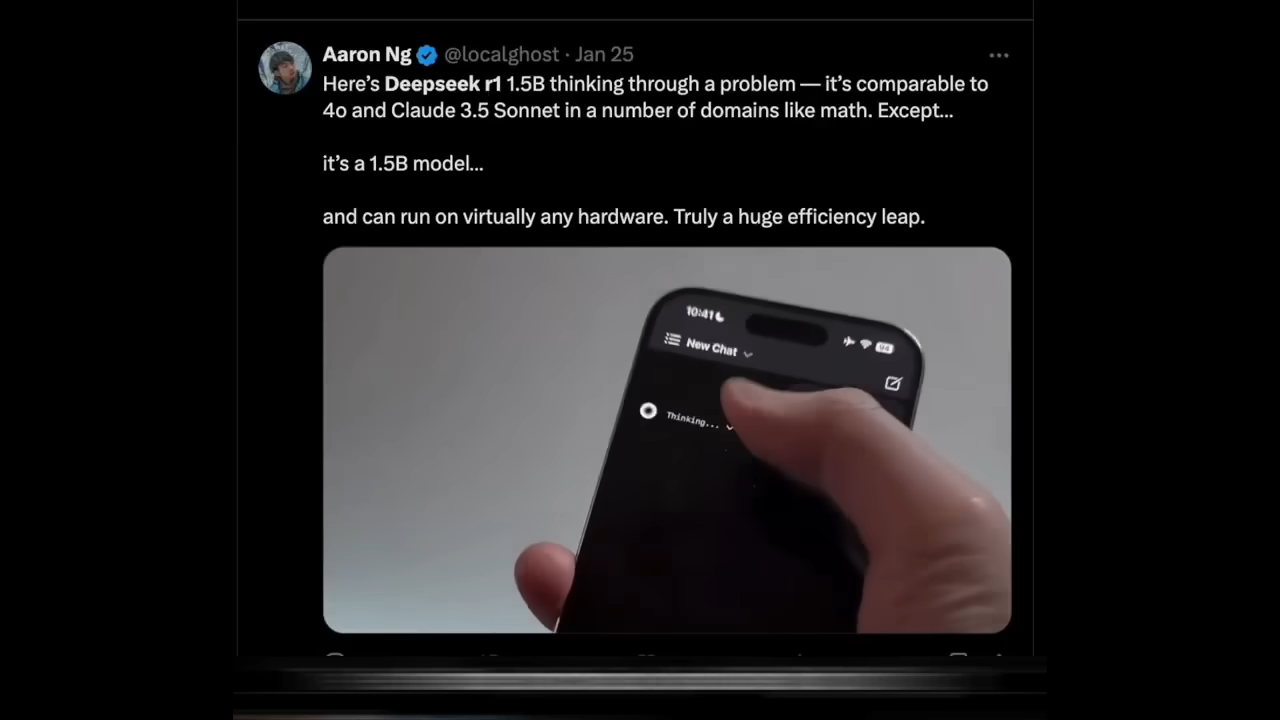 Aaron Ng @localghost · Jan 25
Here's Deepseek r1 1.5B thinking through a problem — it's comparable to
4o and Claude 3.5 Sonnet in a number of domains like math. Except...
it's a 1.5B model...
and can run on virtually any hardware. Truly a huge efficiency leap.
10:41
94
New Chat
Thinking...